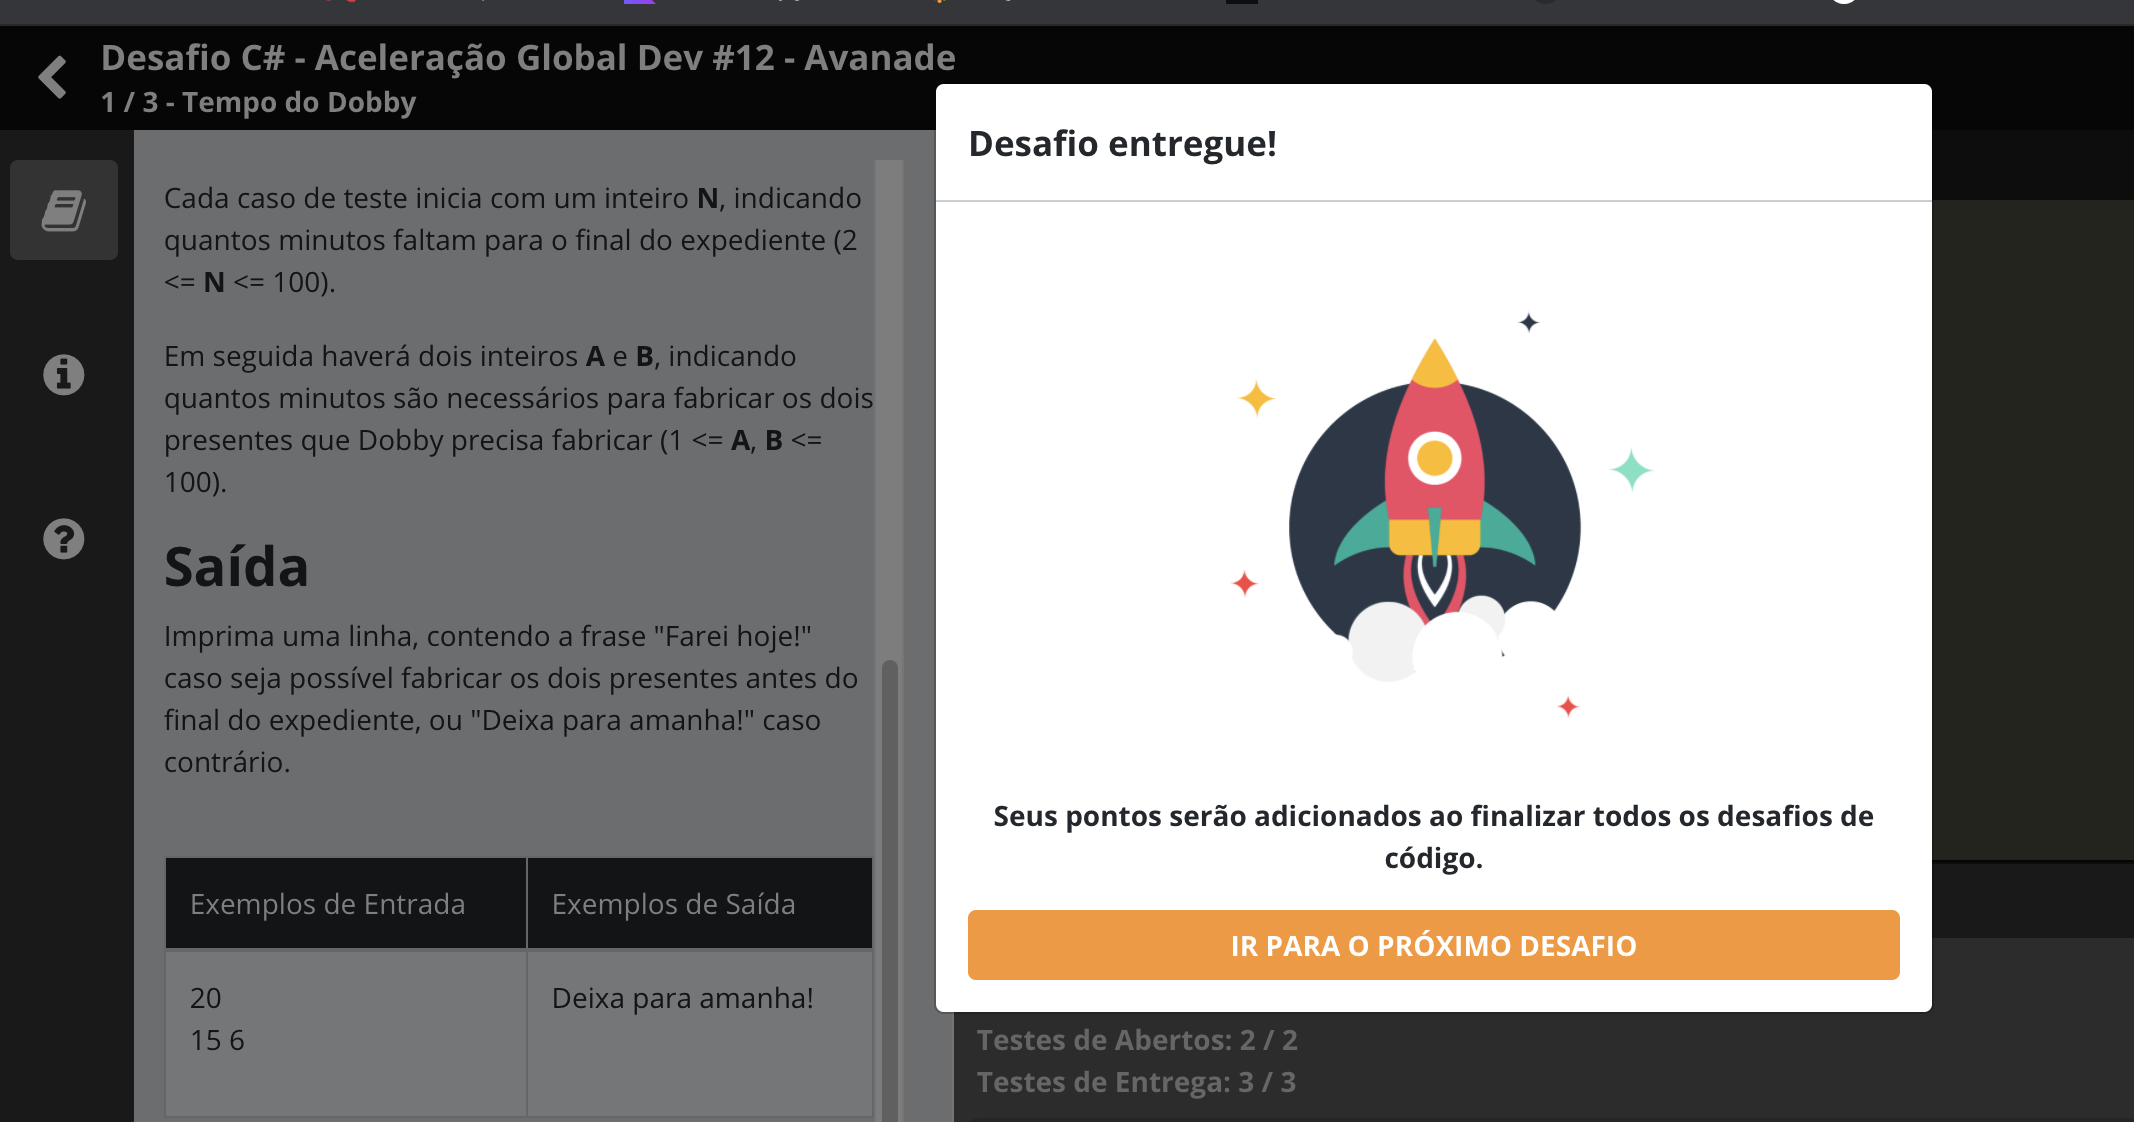 Desafio C# - Aceleração Global Dev #12 - Avanade
1 / 3 - Tempo do Dobby
Cada caso de teste inicia com um inteiro N, indicando
quantos minutos faltam para o final do expediente (2
<= N <= 100).
Em seguida haverá dois inteiros A e B, indicando
quantos minutos são necessários para fabricar os dois
presentes que Dobby precisa fabricar (1 <= A, B <=
100).
Saída
Imprima uma linha, contendo a frase "Farei hoje!"
caso seja possível fabricar os dois presentes antes do
final do expediente, ou "Deixa para amanha!" caso
contrário.
Exemplos de Entrada
Exemplos de Saída
20
15 6
Deixa para amanha!
Desafio entregue!
Seus pontos serão adicionados ao finalizar todos os desafios de
código.
IR PARA O PRÓXIMO DESAFIO
Testes de Abertos: 2 / 2
Testes de Entrega: 3 / 3